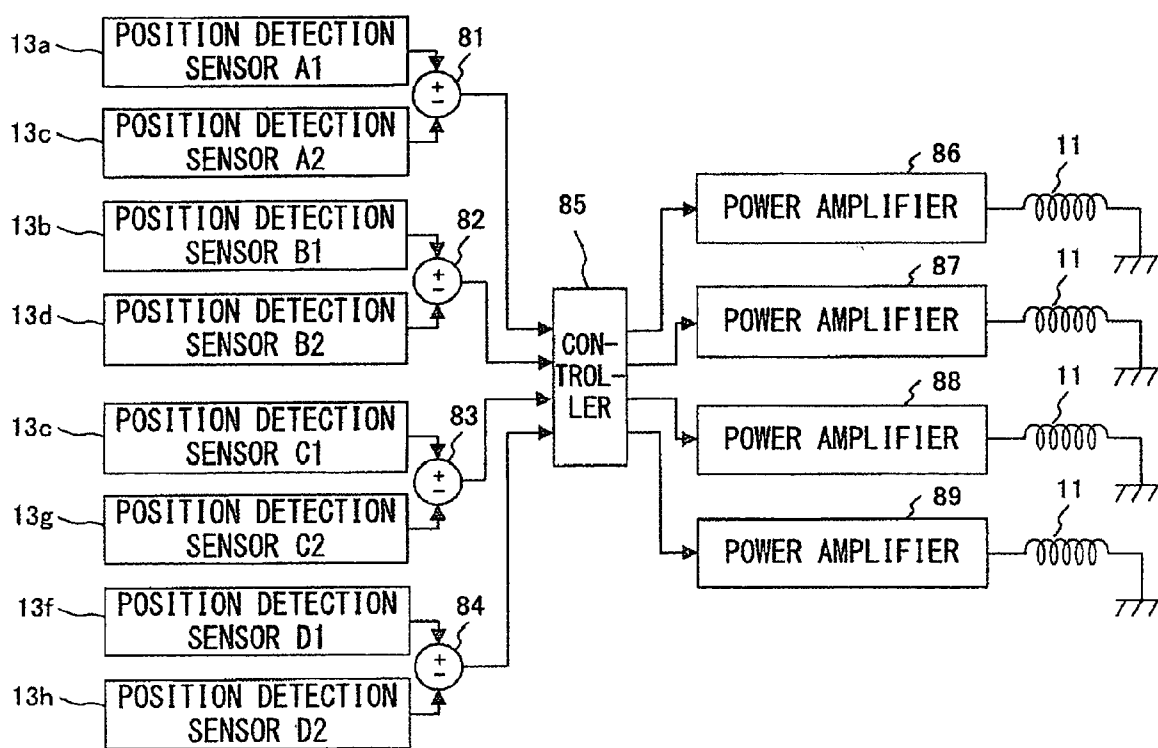 13a
POSITION DETECTION
SENSOR A1
81
+
−
13c
POSITION DETECTION
SENSOR A2
13b
POSITION DETECTION
SENSOR B1
82
+
−
13d
POSITION DETECTION
SENSOR B2
13c
POSITION DETECTION
SENSOR C1
83
+
−
13g
POSITION DETECTION
SENSOR C2
13f
POSITION DETECTION
SENSOR D1
84
+
−
13h
POSITION DETECTION
SENSOR D2
85
CON-
TROL-
LER
86
POWER AMPLIFIER
11
87
POWER AMPLIFIER
11
88
POWER AMPLIFIER
11
89
POWER AMPLIFIER
11